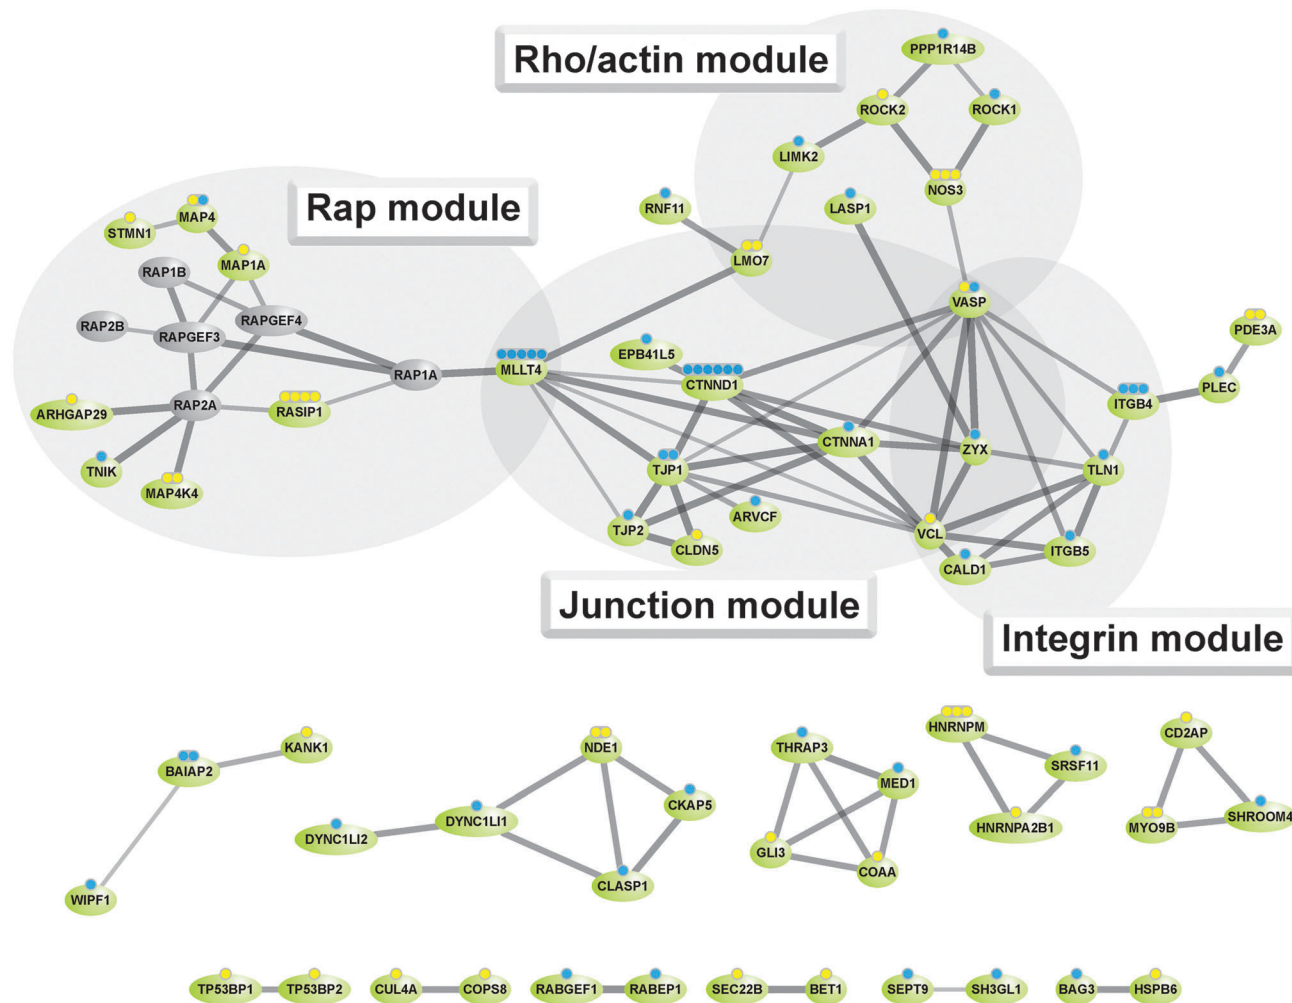 Rho/actin module
PPP1R14B
ROCK2
ROCK1
LIMK2
NOS3
Rap module
RNF11
LASP1
MAP4
STMN1
LMO7
MAP1A
RAP1B
VASP
RAPGEF4
RAP2B
RAPGEF3
PDE3A
EPB41L5
RAP1A
MLLT4
CTNND1
PLEC
ITGB4
RAP2A
ARHGAP29
RASIP1
CTNNA1
ZYX
TNIK
TJP1
TLN1
MAP4K4
ARVCF
TJP2
VCL
CLDN5
ITGB5
CALD1
Junction module
Integrin module
HNRNPM
CD2AP
KANK1
NDE1
THRAP3
BAIAP2
SRSF11
MED1
CKAP5
DYNC1LI1
SHROOM4
DYNC1LI2
HNRNPA2B1
MYO9B
GLI3
COAA
CLASP1
WIPF1
TP53BP1
TP53BP2
CUL4A
COPS8
RABGEF1
RABEP1
SEC22B
BET1
SEPT9
SH3GL1
BAG3
HSPB6